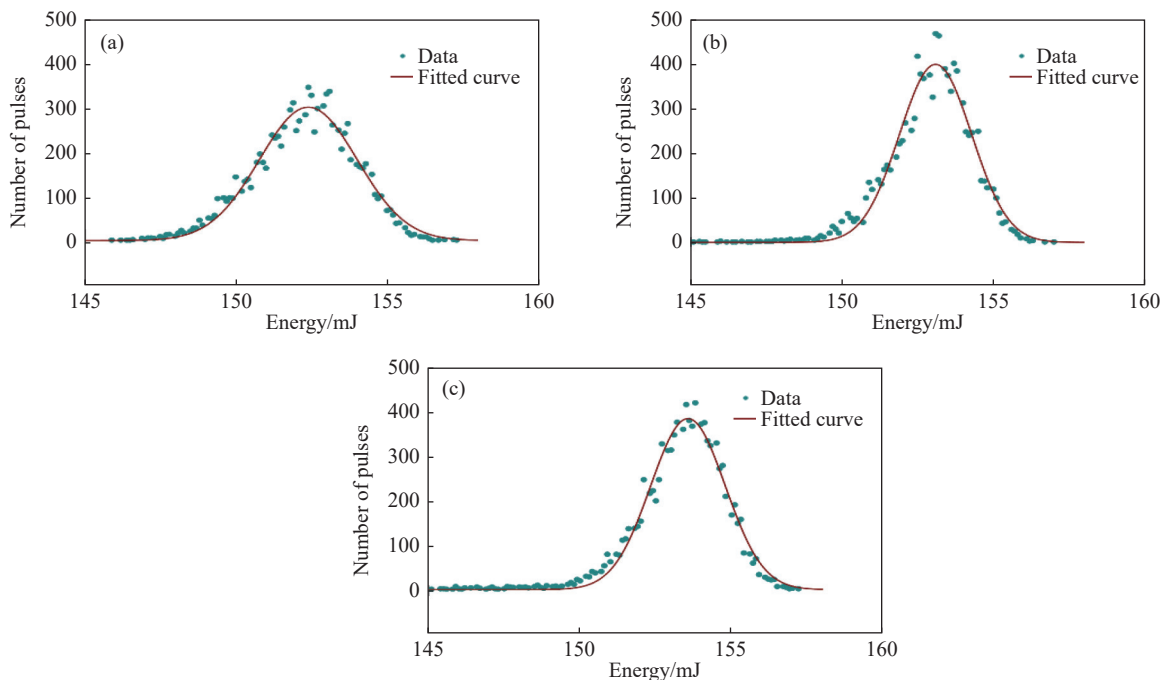 500
400
300
200
100
0
Number of pulses
(a)
Data
Fitted curve
145
150
155
160
Energy/mJ
500
400
300
200
100
0
Number of pulses
(b)
Data
Fitted curve
145
150
155
160
Energy/mJ
500
400
300
200
100
0
Number of pulses
(c)
Data
Fitted curve
145
150
155
160
Energy/mJ